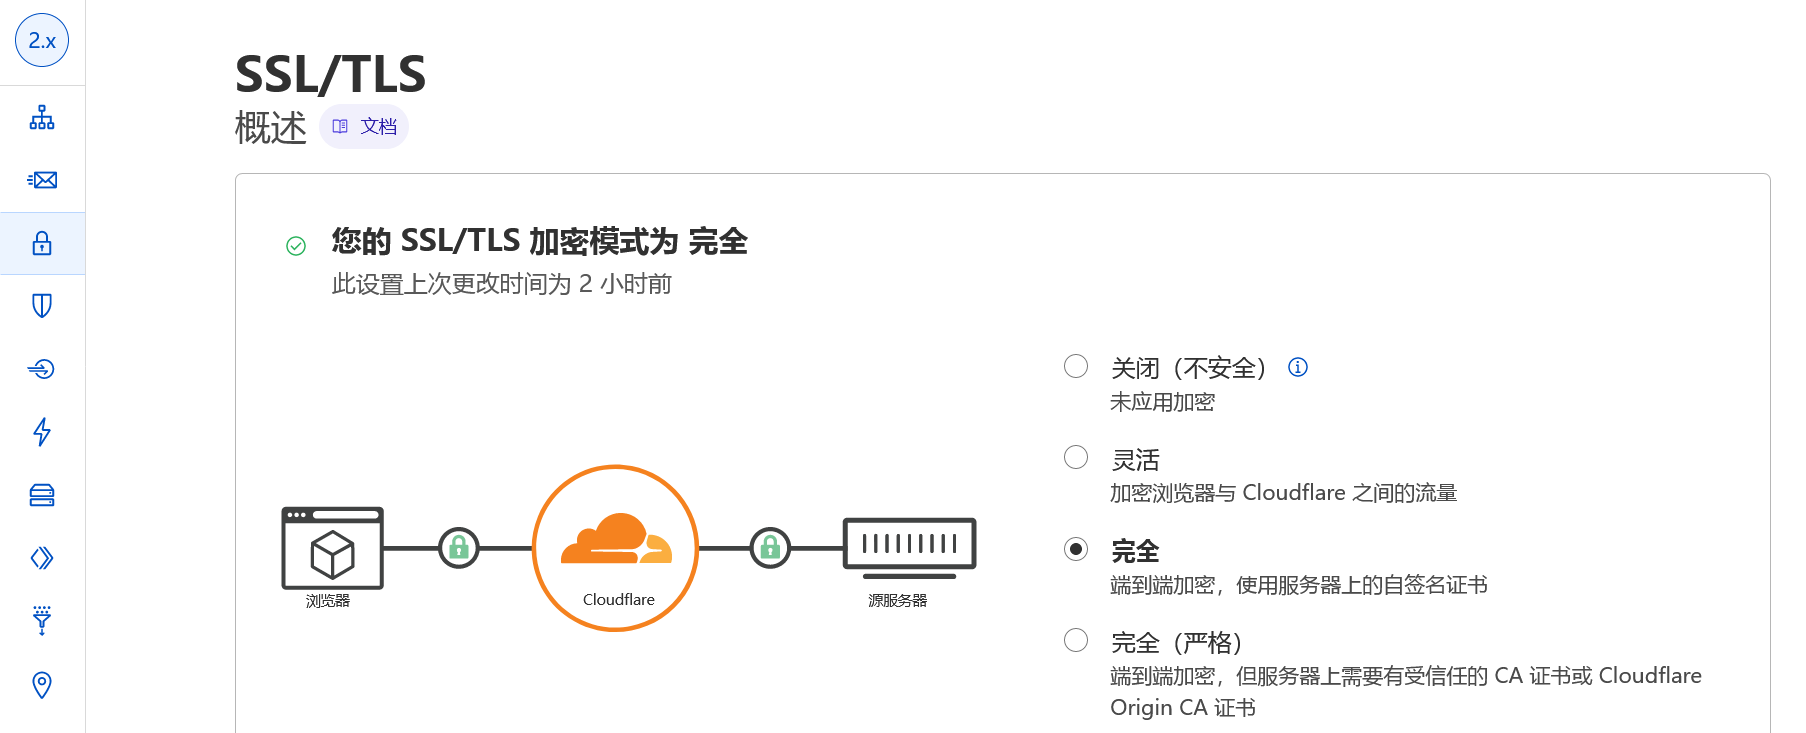 2.x
SSL/TLS
概述
文档
您的 SSL/TLS 加密模式为 完全
此设置上次更改时间为 2 小时前
关闭（不安全）
未应用加密
灵活
加密浏览器与 Cloudflare 之间的流量
完全
端到端加密，使用服务器上的自签名证书
完全（严格）
端到端加密，但服务器上需要有受信任的 CA 证书或 Cloudflare
Origin CA 证书
浏览器
Cloudflare
源服务器